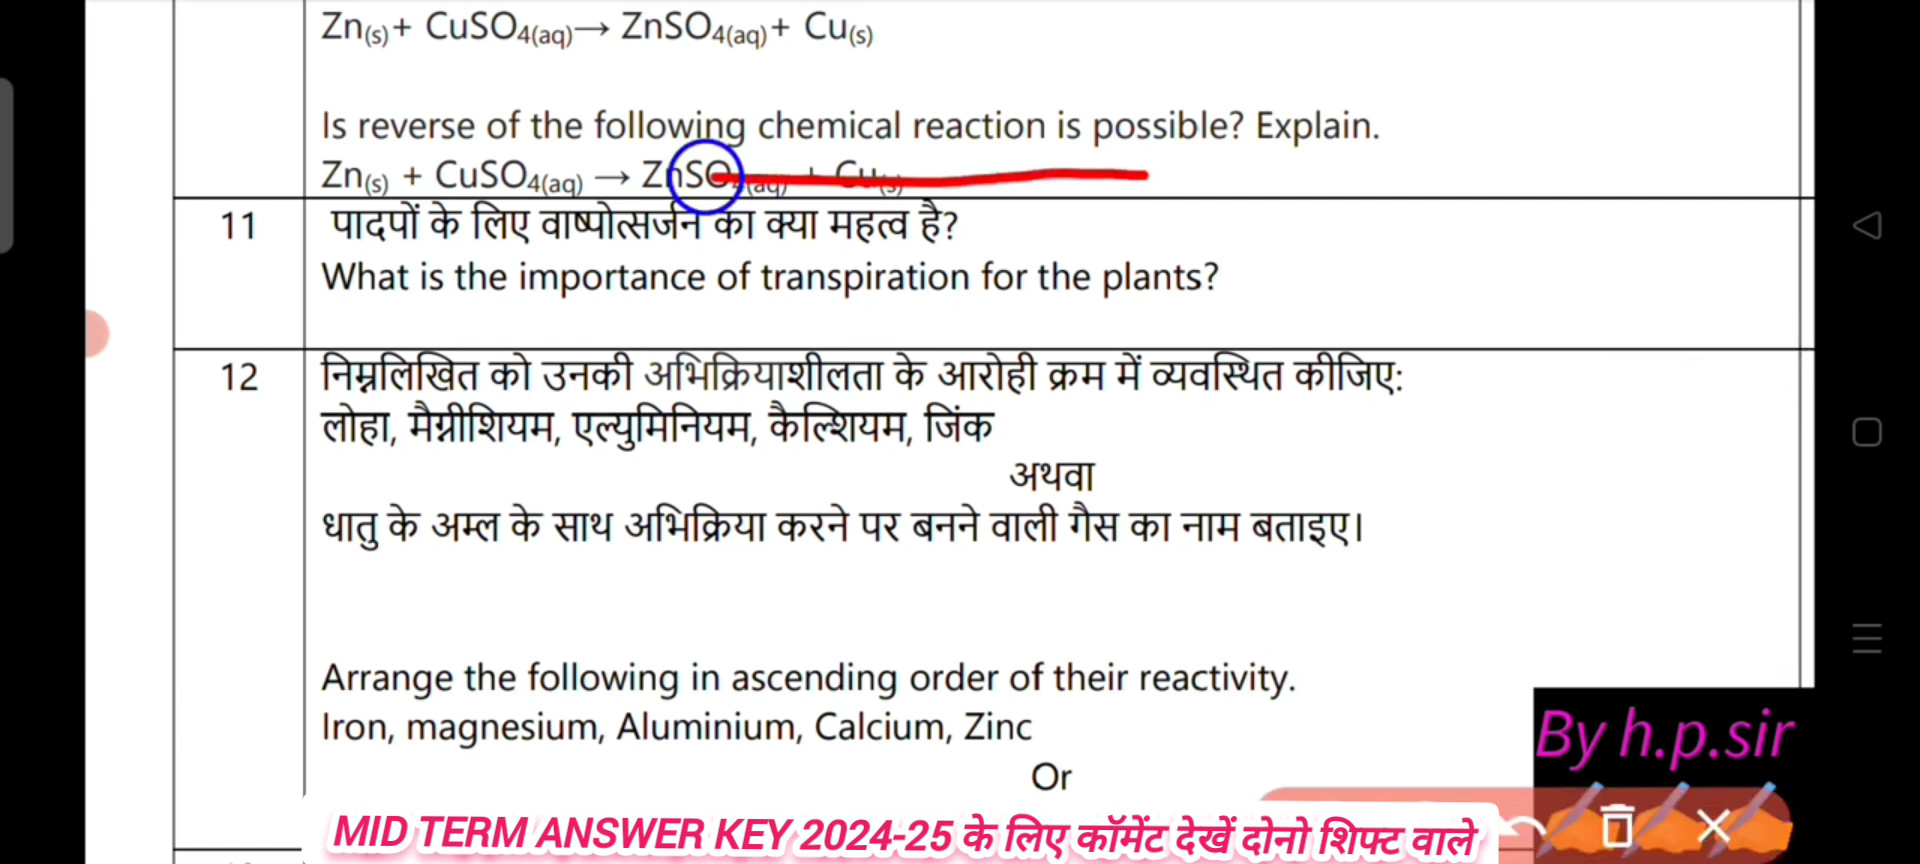 Zn(s)+ CuSO4(aq)→ ZnSO4(aq)+ Cu(s)
Is reverse of the following chemical reaction is possible? Explain.
Zn(s) + CuSO4(aq) → ZnSO4(aq) + Cu(s)
11
पादपों के लिए वाष्पोत्सर्जन का क्या महत्व है?
What is the importance of transpiration for the plants?
12
निम्नलिखित को उनकी अभिक्रियाशीलता के आरोही क्रम में व्यवस्थित कीजिए:
लोहा, मैग्नीशियम, एल्युमिनियम, कैल्शियम, जिंक
अथवा
धातु के अम्ल के साथ अभिक्रिया करने पर बनने वाली गैस का नाम बताइए।
Arrange the following in ascending order of their reactivity.
Iron, magnesium, Aluminium, Calcium, Zinc
Or
By h.p.sir
MID TERM ANSWER KEY 2024-25 के लिए कॉमेंट देखें दोनो शिफ्ट वाले